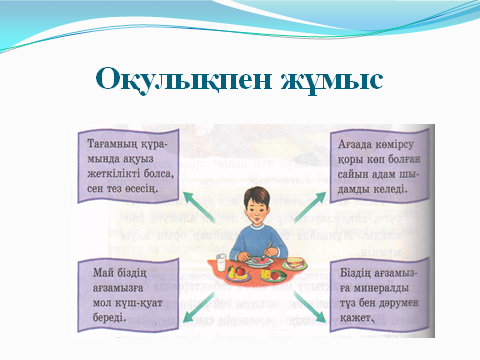 Оқулықпен жұмыс
Тағамның құра-
мында ақуыз
жеткілікті болса,
сен тез өсесің.
Ағзада көмірсу
қоры көп болған
сайын адам шы-
дамды келеді.
Май біздің
ағзамызға
мол күш-қуат
береді.
Біздің ағзамыз-
ға минералды
тұз бен дәрумен
қажет.